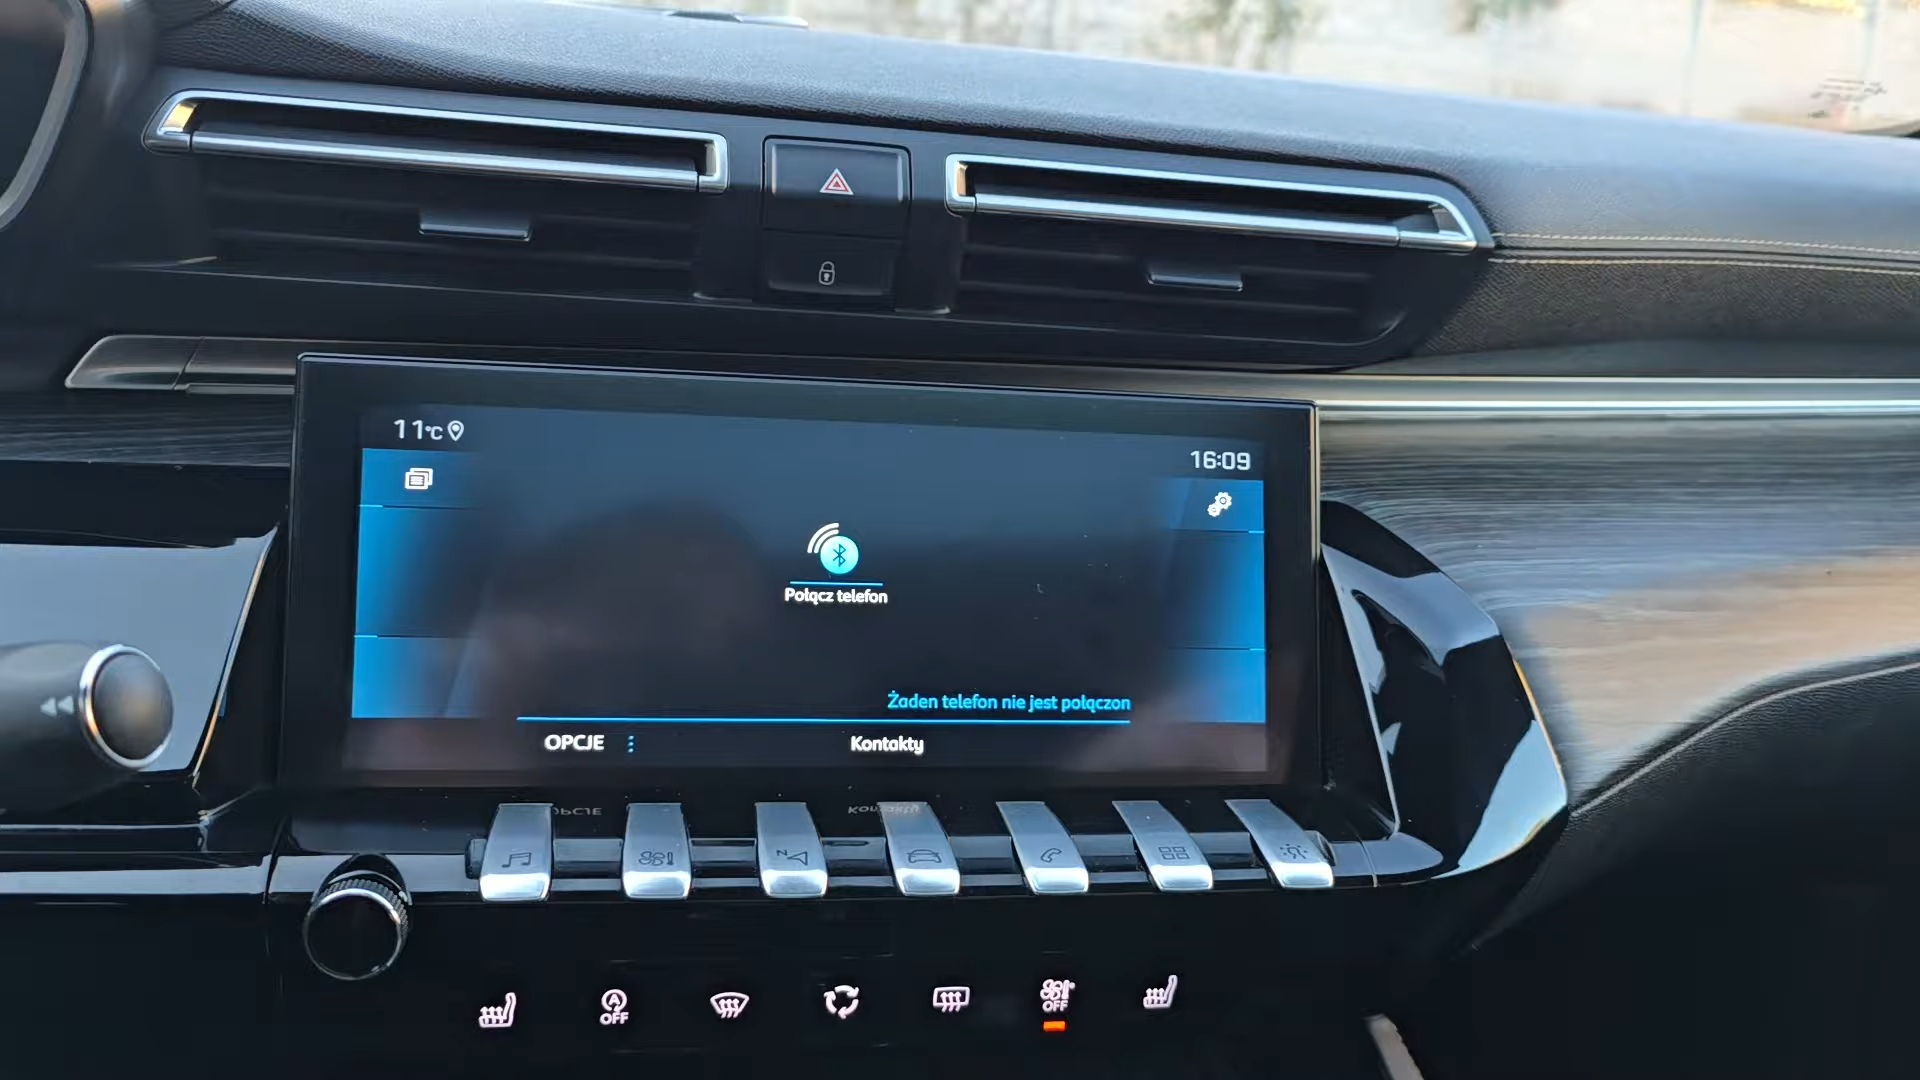 11°C
16:09
Połącz telefon
Żaden telefon nie jest połączon
OPCJE
Kontakty
N
A
OFF
OFF